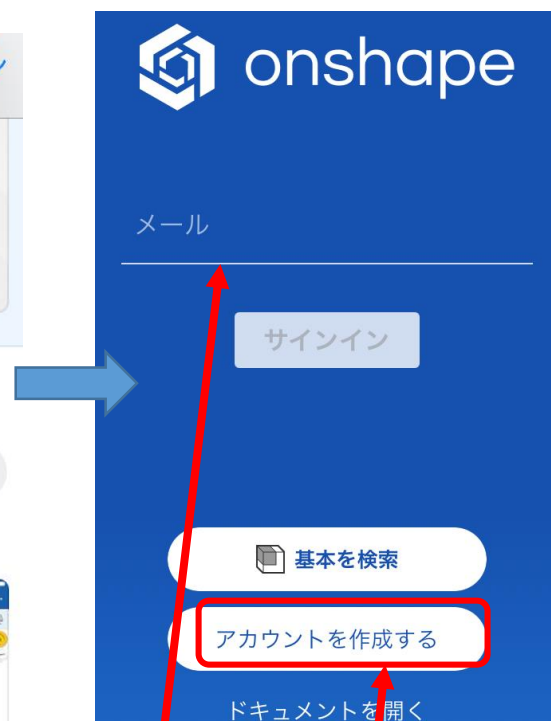 onshape
メール
サインイン
基本を検索
アカウントを作成する
ドキュメントを開く